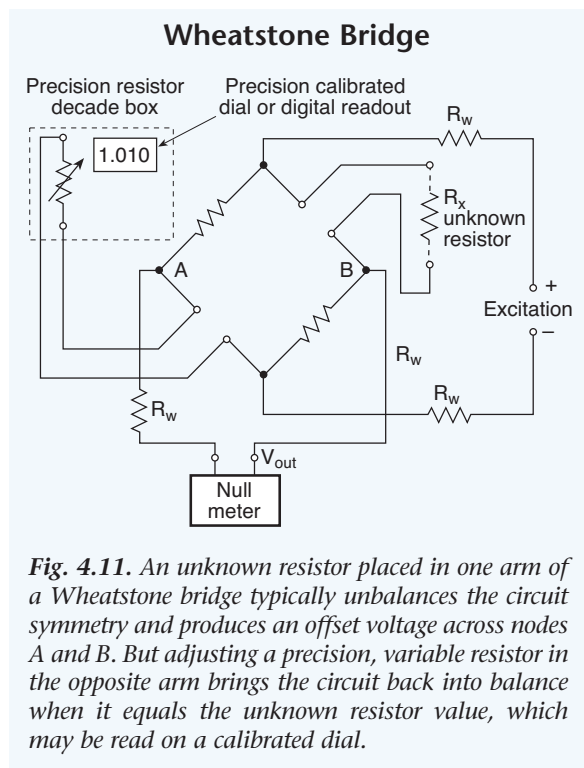 Wheatstone Bridge
Precision resistor
decade box
Precision calibrated
dial or digital readout
1.010
Rw
Rx
unknown
resistor
A
B
+
Excitation
–
Rw
Rw
Rw
Vout
Null
meter
Fig. 4.11. An unknown resistor placed in one arm of
a Wheatstone bridge typically unbalances the circuit
symmetry and produces an offset voltage across nodes
A and B. But adjusting a precision, variable resistor in
the opposite arm brings the circuit back into balance
when it equals the unknown resistor value, which
may be read on a calibrated dial.